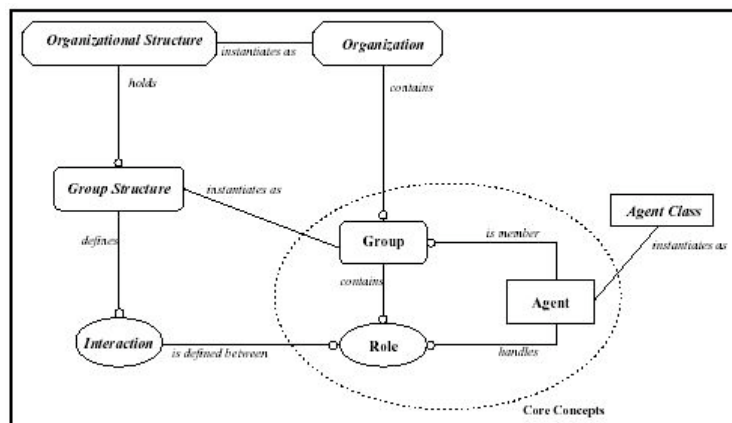 Organizational Structure
instantiates as
Organization
holds
contains
Group Structure
instantiates as
Agent Class
defines
Group
is member
instantiates as
contains
Agent
Interaction
is defined between
Role
handles
Core Concepts